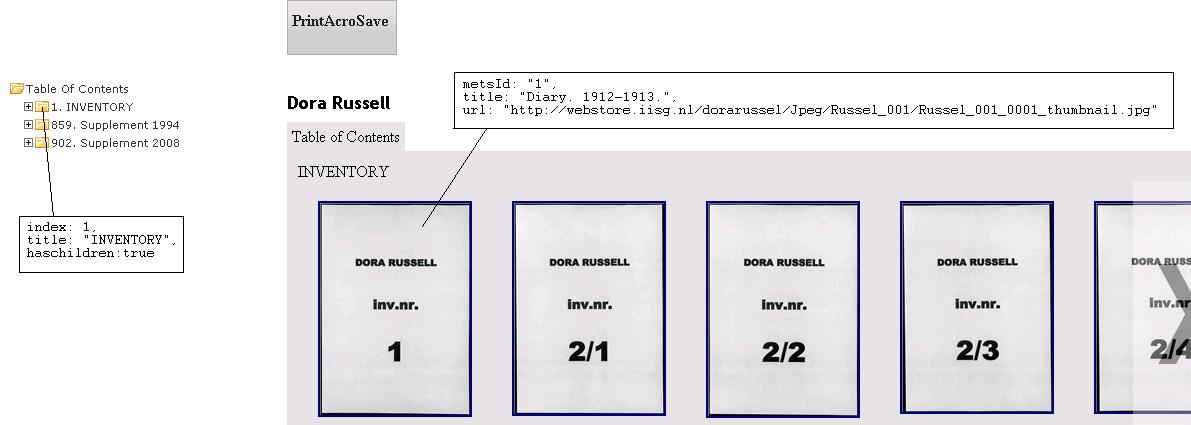 PrintAcroSave
Table Of Contents
1. INVENTORY
859. Supplement 1994
902. Supplement 2008
index: 1,
title: "INVENTORY",
haschildren:true
Dora Russell
metsId: "1",
title: "Diary. 1912-1913.",
url: "http://webstore.iisg.nl/dorarussel/Jpeg/Russel_001/Russel_001_0001_thumbnail.jpg"
Table of Contents
INVENTORY
DORA RUSSELL
inv.nr.
1
DORA RUSSELL
inv.nr.
2/1
DORA RUSSELL
inv.nr.
2/2
DORA RUSSELL
inv.nr.
2/3
DORA RUSS
inv.nr
2/4